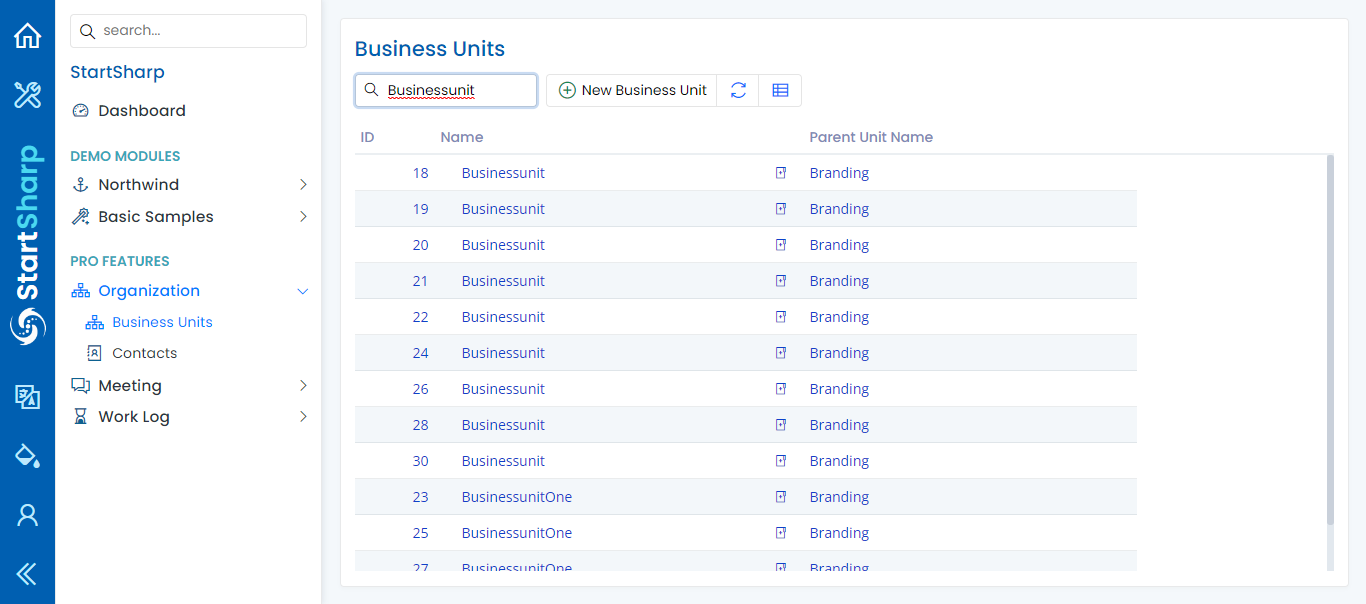 StartSharp
search...
StartSharp
Dashboard
DEMO MODULES
Northwind
Basic Samples
PRO FEATURES
Organization
Business Units
Contacts
Meeting
Work Log
Business Units
Businessunit
New Business Unit
ID Name Parent Unit Name
18 Businessunit Branding
19 Businessunit Branding
20 Businessunit Branding
21 Businessunit Branding
22 Businessunit Branding
24 Businessunit Branding
26 Businessunit Branding
28 Businessunit Branding
30 Businessunit Branding
23 BusinessunitOne Branding
25 BusinessunitOne Branding
27 BusinessunitOne Branding